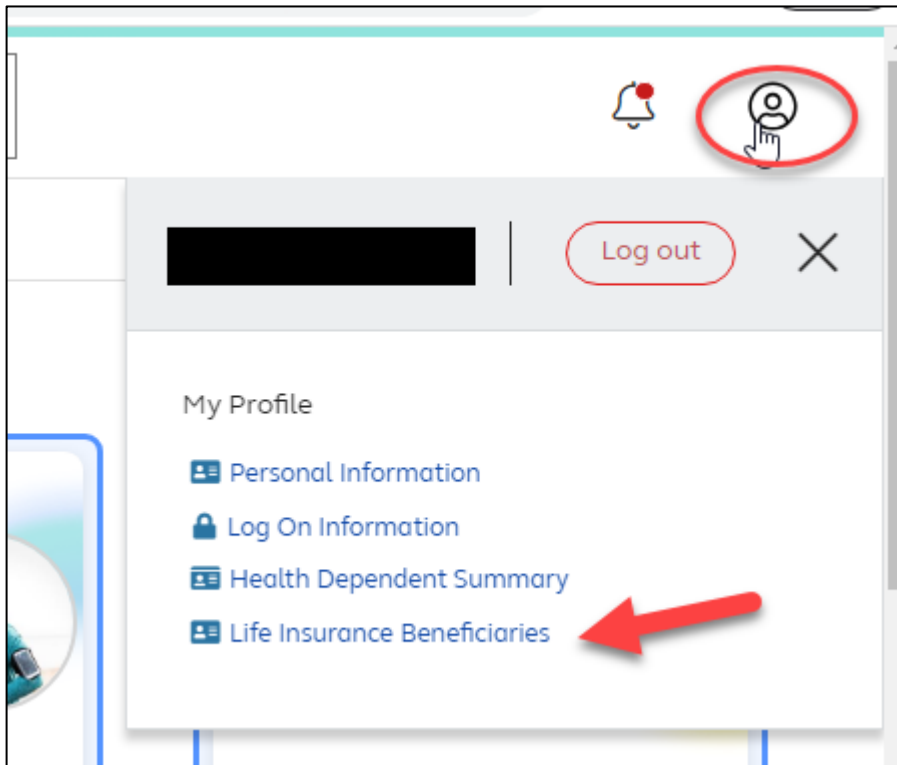 Log out
My Profile
Personal Information
Log On Information
Health Dependent Summary
Life Insurance Beneficiaries